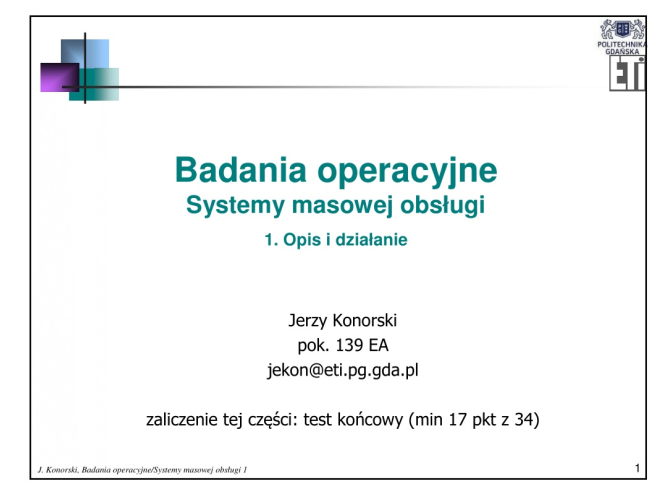 POLITECHNIKA
GDAŃSKA
ETI
Badania operacyjne
Systemy masowej obsługi
1. Opis i działanie
Jerzy Konorski
pok. 139 EA
jekon@eti.pg.gda.pl
zaliczenie tej części: test końcowy (min 17 pkt z 34)
J. Konorski, Badania operacyjne/Systemy masowej obsługi 1
1